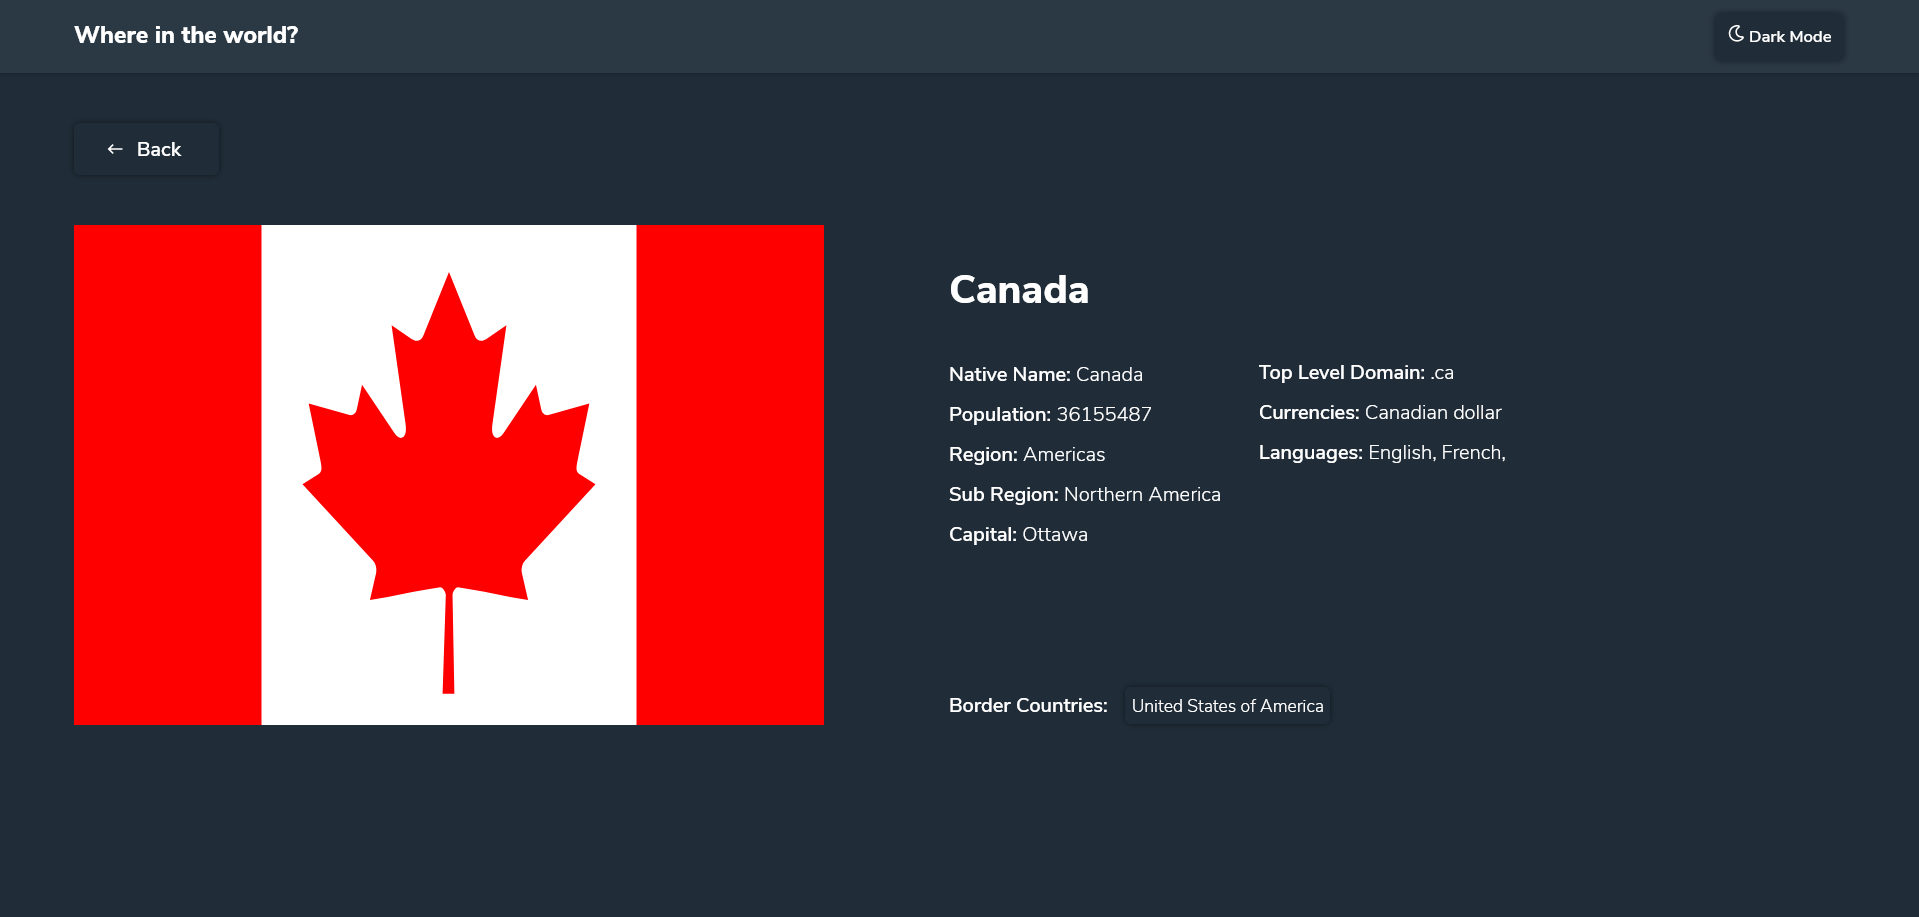 Where in the world?
Dark Mode
Back
Canada
Native Name: Canada
Population: 36155487
Region: Americas
Sub Region: Northern America
Capital: Ottawa
Top Level Domain: .ca
Currencies: Canadian dollar
Languages: English, French,
Border Countries: United States of America